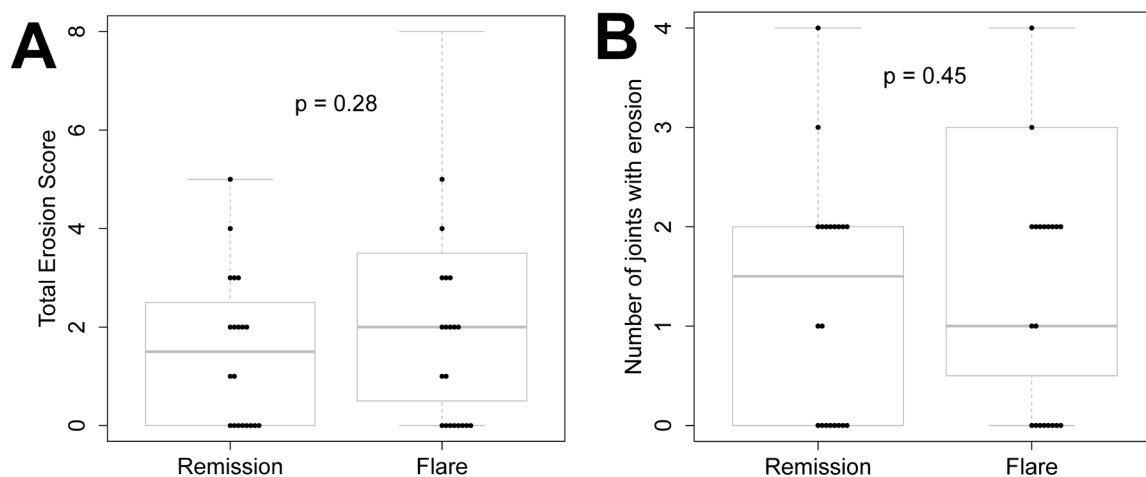 A
Total Erosion Score
8
6
4
2
0
p = 0.28
Remission
Flare
B
Number of joints with erosion
4
3
2
1
0
p = 0.45
Remission
Flare